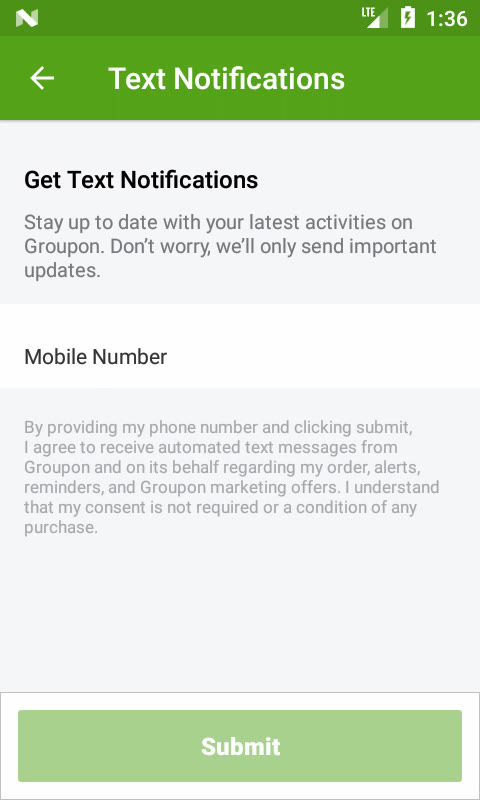 LTE 1:36
Text Notifications
Get Text Notifications
Stay up to date with your latest activities on
Groupon. Don’t worry, we’ll only send important
updates.
Mobile Number
By providing my phone number and clicking submit,
I agree to receive automated text messages from
Groupon and on its behalf regarding my order, alerts,
reminders, and Groupon marketing offers. I understand
that my consent is not required or a condition of any
purchase.
Submit